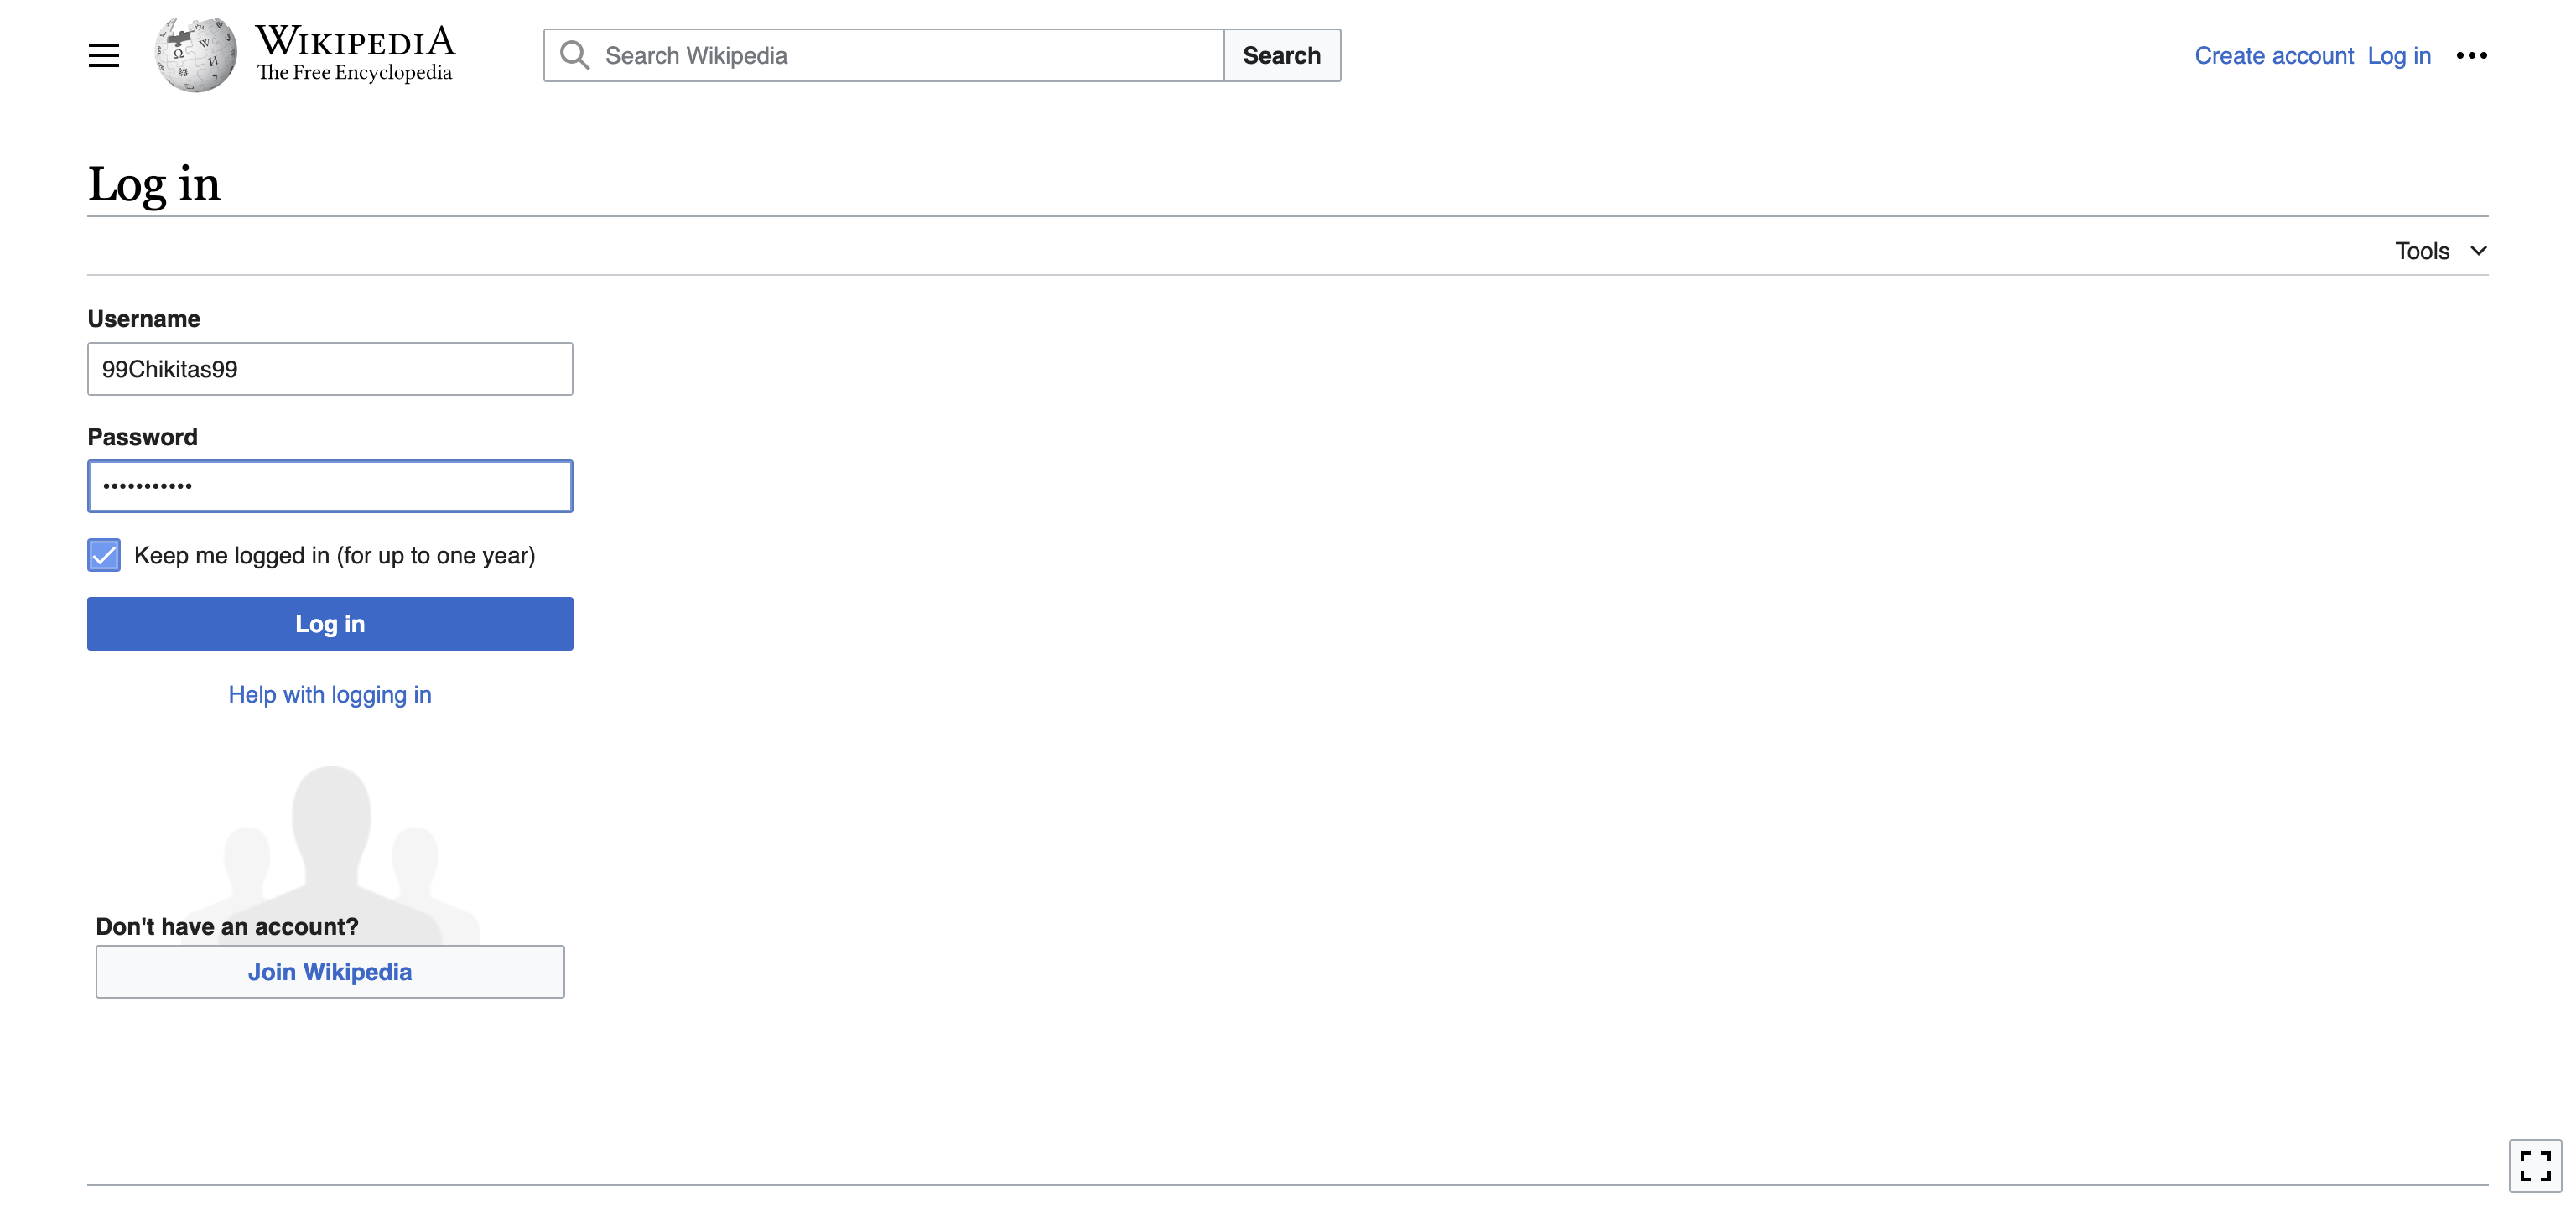 WIKIPEDIA
The Free Encyclopedia
Search Wikipedia
Search
Create account Log in
Log in
Tools
Username
99Chikitas99
Password
•••••••••••
Keep me logged in (for up to one year)
Log in
Help with logging in
Don't have an account?
Join Wikipedia